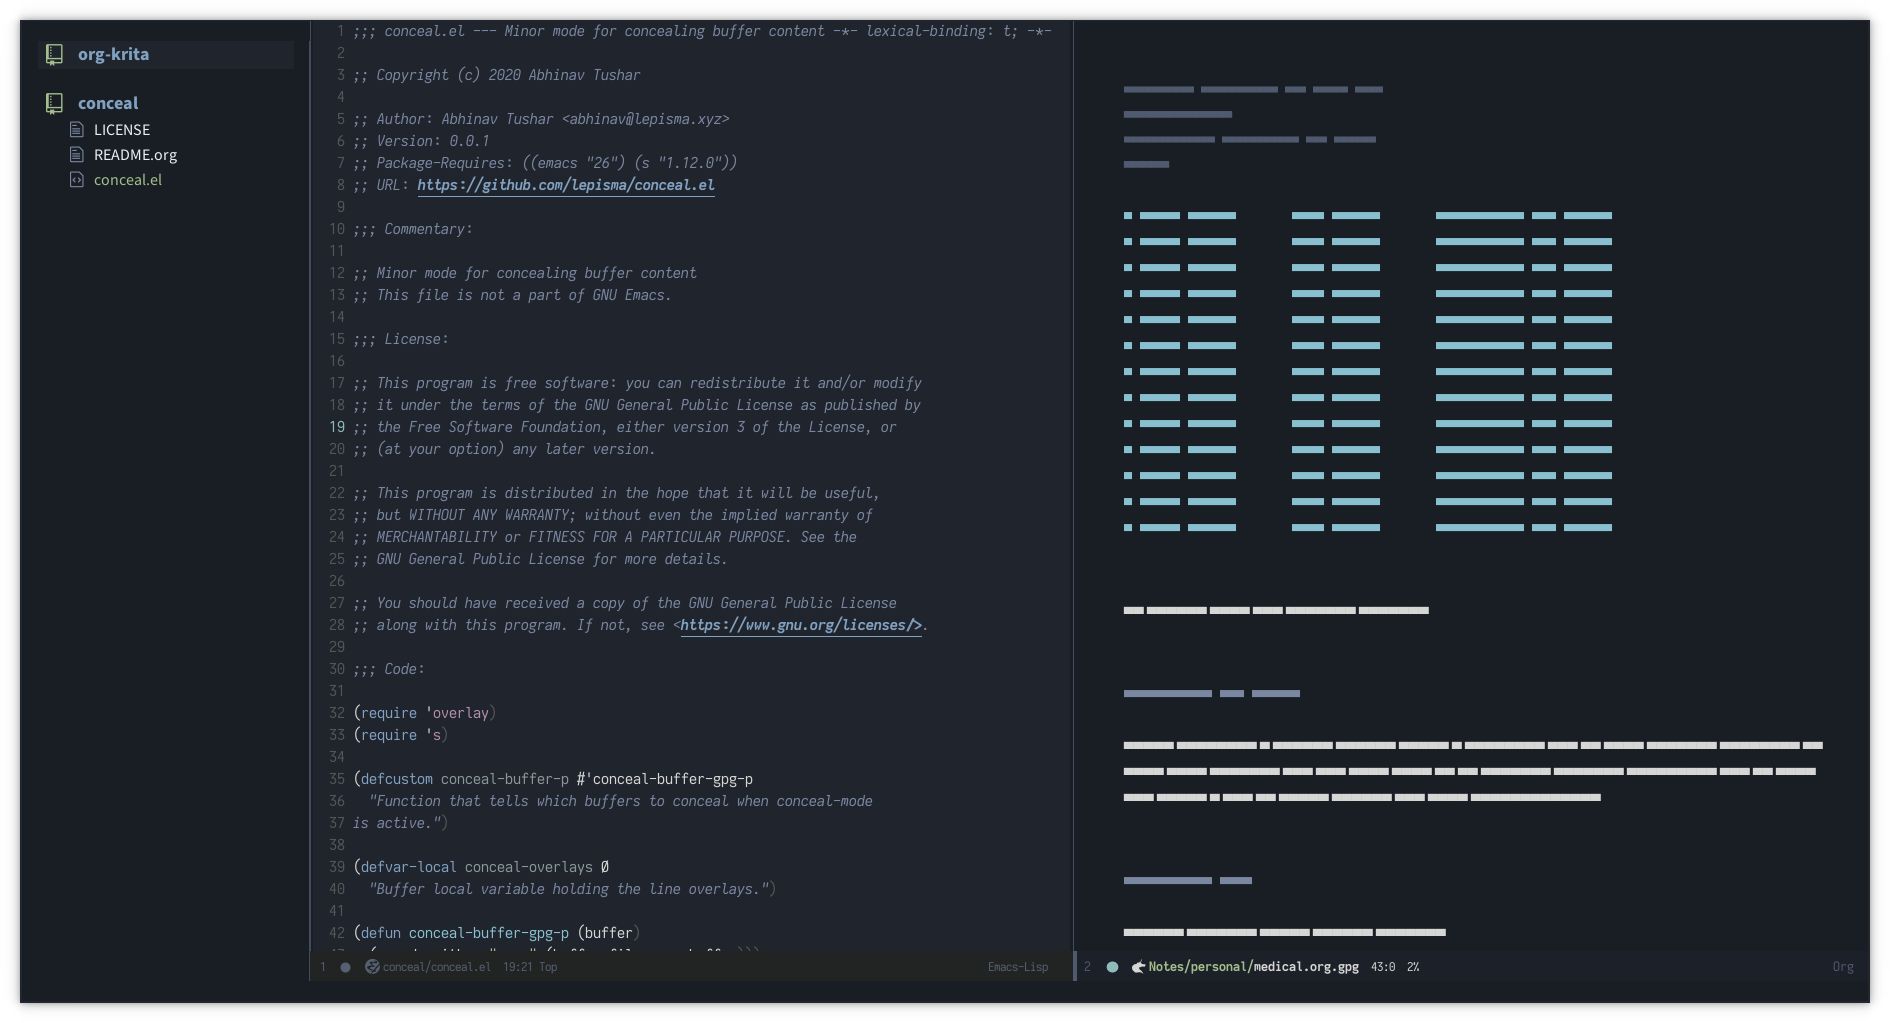 org-krita
conceal
LICENSE
README.org
conceal.el
1 ;;; conceal.el --- Minor mode for concealing buffer content -*- lexical-binding: t; -*-
2
3 ;; Copyright (c) 2020 Abhinav Tushar
4
5 ;; Author: Abhinav Tushar <abhinav@lepisma.xyz>
6 ;; Version: 0.0.1
7 ;; Package-Requires: ((emacs "26") (s "1.12.0"))
8 ;; URL: https://github.com/lepisma/conceal.el
9
10 ;;; Commentary:
11
12 ;; Minor mode for concealing buffer content
13 ;; This file is not a part of GNU Emacs.
14
15 ;;; License:
16
17 ;; This program is free software: you can redistribute it and/or modify
18 ;; it under the terms of the GNU General Public License as published by
19 ;; the Free Software Foundation, either version 3 of the License, or
20 ;; (at your option) any later version.
21
22 ;; This program is distributed in the hope that it will be useful,
23 ;; but WITHOUT ANY WARRANTY; without even the implied warranty of
24 ;; MERCHANTABILITY or FITNESS FOR A PARTICULAR PURPOSE. See the
25 ;; GNU General Public License for more details.
26
27 ;; You should have received a copy of the GNU General Public License
28 ;; along with this program. If not, see <https://www.gnu.org/licenses/>.
29
30 ;;; Code:
31
32 (require 'overlay)
33 (require 's)
34
35 (defcustom conceal-buffer-p #'conceal-buffer-gpg-p
36 "Function that tells which buffers to conceal when conceal-mode
37 is active.")
38
39 (defvar-local conceal-overlays Ø
40 "Buffer local variable holding the line overlays.")
41
42 (defun conceal-buffer-gpg-p (buffer)
1 conceal/conceal.el 19:21 Top Emacs-Lisp
2 Notes/personal/medical.org.gpg 43:0 2% Org